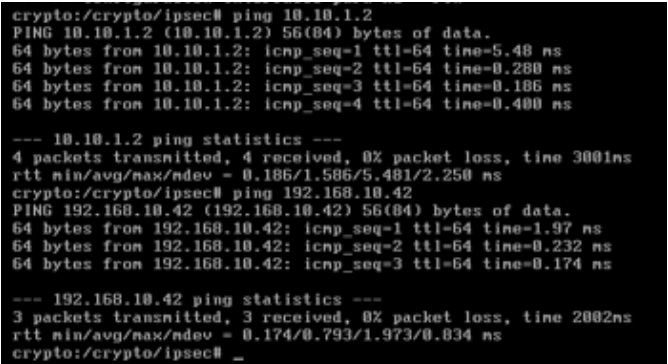 crypto:/crypto/ipsec# ping 10.10.1.2
PING 10.10.1.2 (10.10.1.2) 56(84) bytes of data.
64 bytes from 10.10.1.2: icmp_seq=1 ttl=64 time=5.48 ms
64 bytes from 10.10.1.2: icmp_seq=2 ttl=64 time=0.280 ms
64 bytes from 10.10.1.2: icmp_seq=3 ttl=64 time=0.186 ms
64 bytes from 10.10.1.2: icmp_seq=4 ttl=64 time=0.400 ms
--- 10.10.1.2 ping statistics ---
4 packets transmitted, 4 received, 0% packet loss, time 3001ms
rtt min/avg/max/mdev = 0.186/1.586/5.481/2.250 ms
crypto:/crypto/ipsec# ping 192.168.10.42
PING 192.168.10.42 (192.168.10.42) 56(84) bytes of data.
64 bytes from 192.168.10.42: icmp_seq=1 ttl=64 time=1.97 ms
64 bytes from 192.168.10.42: icmp_seq=2 ttl=64 time=0.232 ms
64 bytes from 192.168.10.42: icmp_seq=3 ttl=64 time=0.174 ms
--- 192.168.10.42 ping statistics ---
3 packets transmitted, 3 received, 0% packet loss, time 2002ms
rtt min/avg/max/mdev = 0.174/0.793/1.973/0.834 ms
crypto:/crypto/ipsec# _